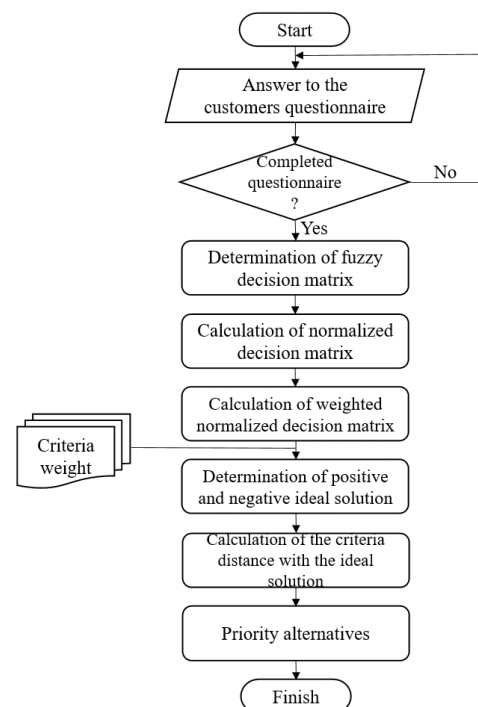 Start
Answer to the
customers questionnaire
Completed
questionnaire
?
No
Yes
Determination of fuzzy
decision matrix
Calculation of normalized
decision matrix
Calculation of weighted
normalized decision matrix
Criteria
weight
Determination of positive
and negative ideal solution
Calculation of the criteria
distance with the ideal
solution
Priority alternatives
Finish